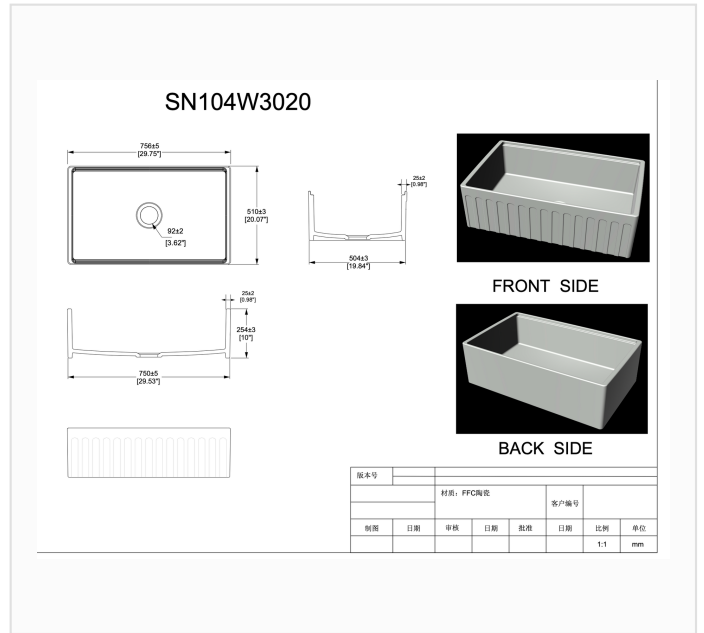 SN104W3020
756±5
[29.75"]
25±2
[0.98"]
510±3
[20.07"]
92±2
[3.62"]
504±3
[19.84"]
FRONT SIDE
25±2
[0.98"]
254±3
[10"]
750±5
[29.53"]
BACK SIDE
版本号
材质：FFC陶瓷
客户编号
制图 日期 审核 日期 批准 日期 比例 单位
1:1 mm